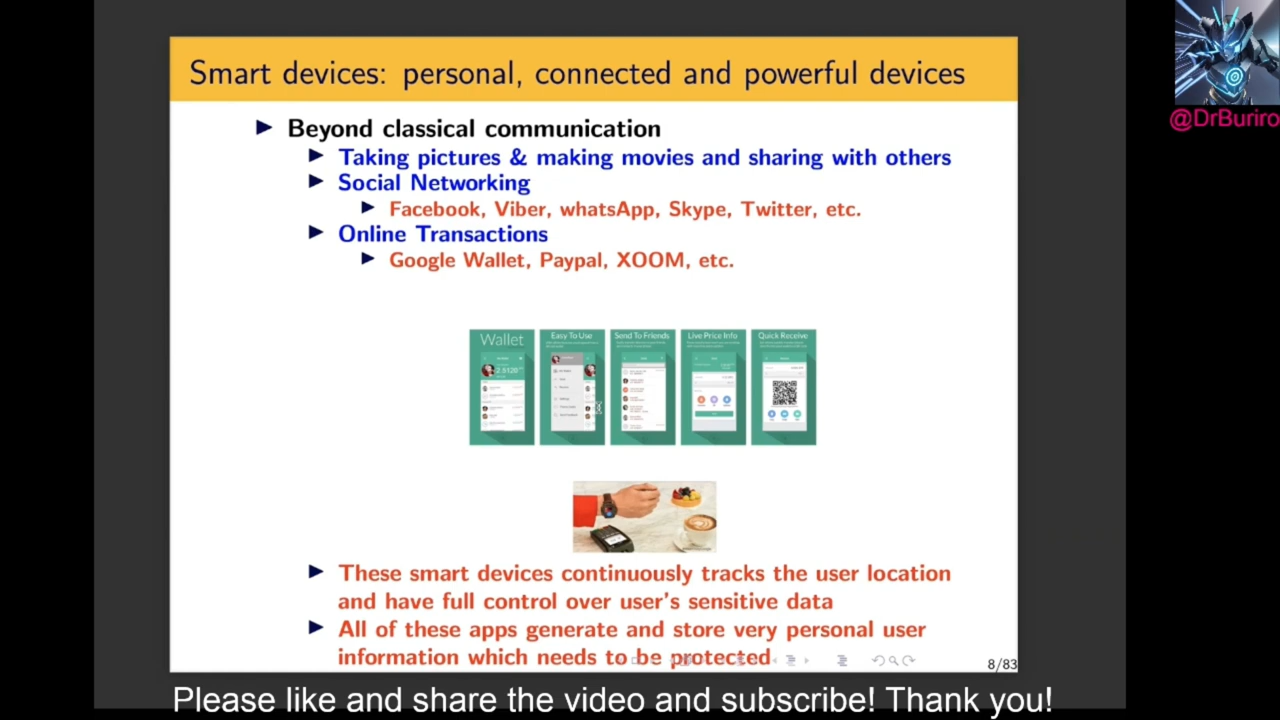 Smart devices: personal, connected and powerful devices
@DrBuriro
Beyond classical communication
Taking pictures & making movies and sharing with others
Social Networking
Facebook, Viber, whatsApp, Skype, Twitter, etc.
Online Transactions
Google Wallet, Paypal, XOOM, etc.
Wallet
Easy To Use
Send To Friends
Live Price Info
Quick Receive
These smart devices continuously tracks the user location
and have full control over user's sensitive data
All of these apps generate and store very personal user
information which needs to be protected
8/83
Please like and share the video and subscribe! Thank you!